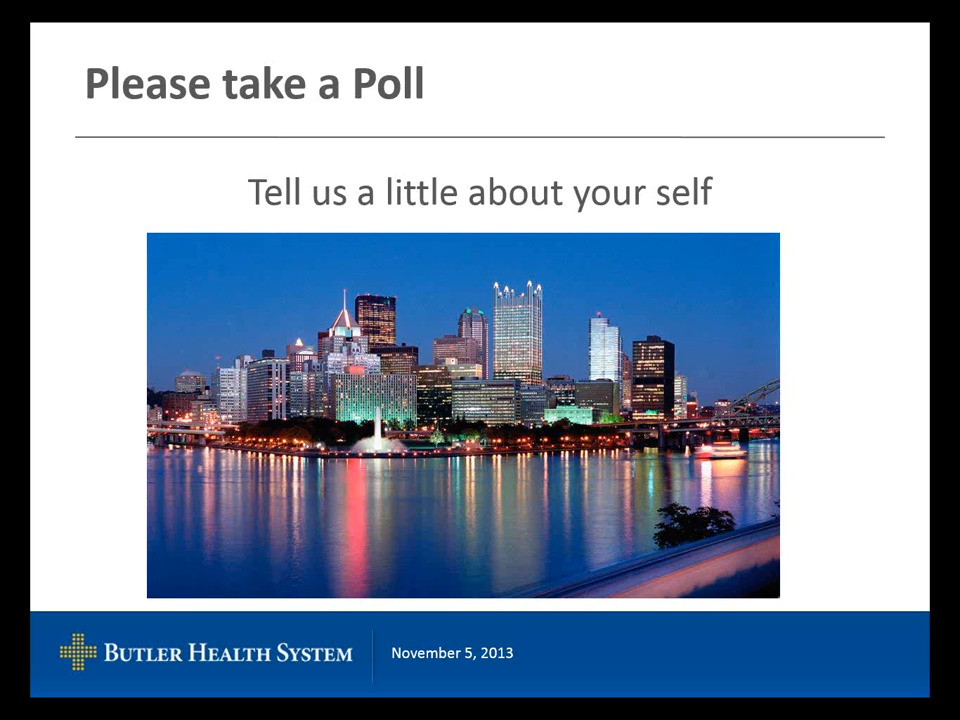 Please take a Poll
Tell us a little about your self
BUTLER HEALTH SYSTEM
November 5, 2013